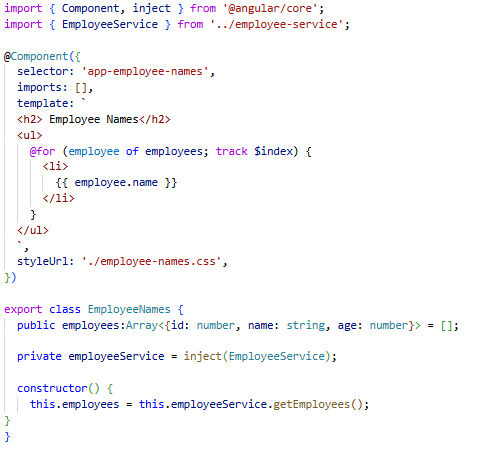 import { Component, inject } from '@angular/core';
import { EmployeeService } from '../employee-service';

@Component({
  selector: 'app-employee-names',
  imports: [],
  template: `
  <h2> Employee Names</h2>
  <ul>
    @for (employee of employees; track $index) {
      <li>
        {{ employee.name }}
      </li>
    }
  </ul>
  `,
  styleUrl: './employee-names.css',
})

export class EmployeeNames {
  public employees:Array<{id: number, name: string, age: number}> = [];

  private employeeService = inject(EmployeeService);

  constructor() {
    this.employees = this.employeeService.getEmployees();
}
}